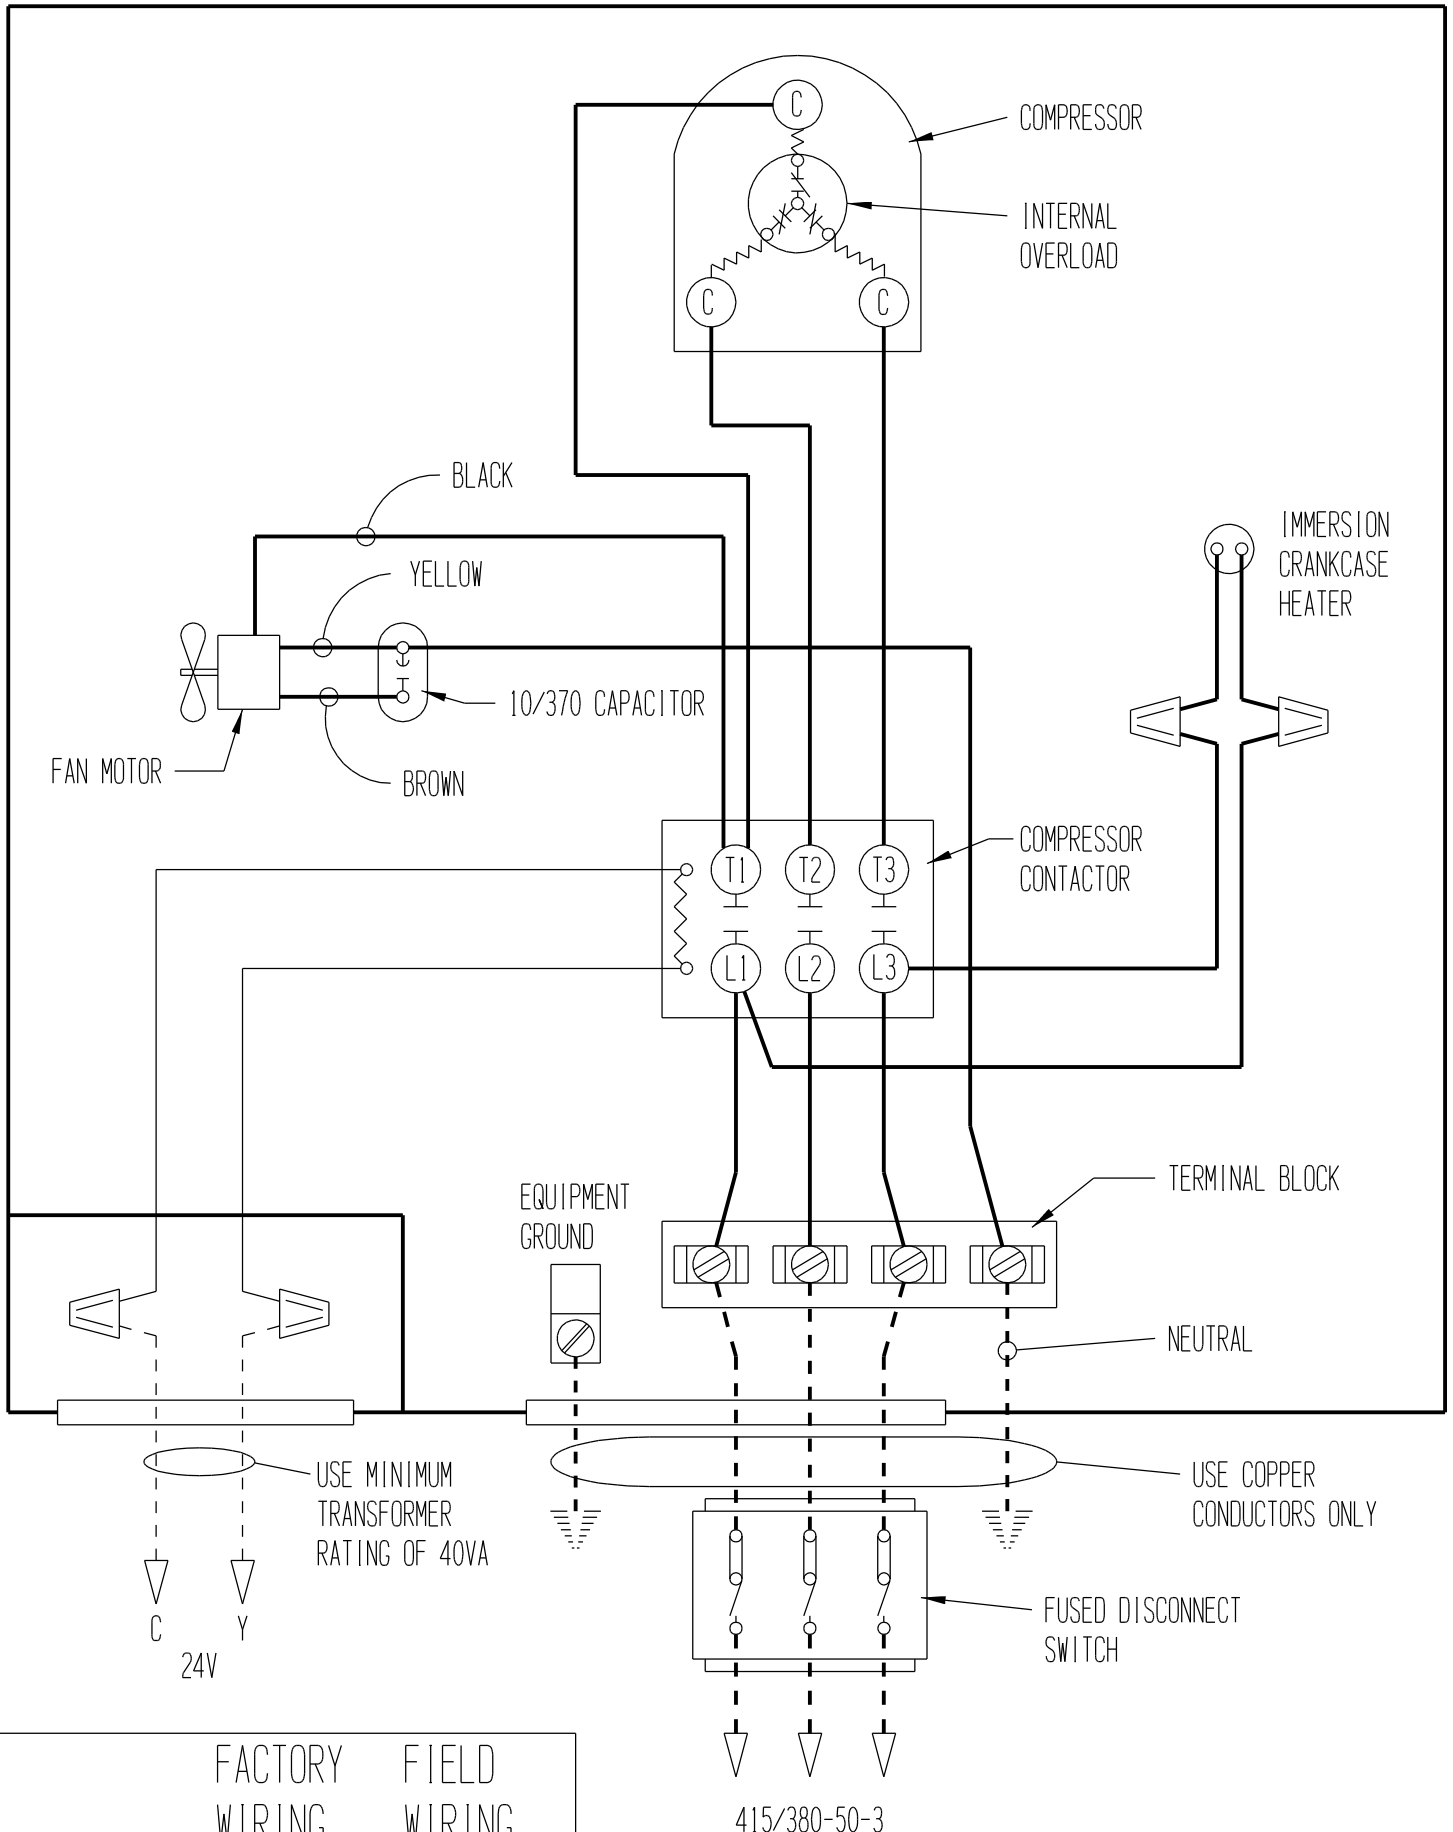 C
COMPRESSOR
INTERNAL
OVERLOAD
C
C
BLACK
YELLOW
IMMERSION
CRANKCASE
HEATER
10/370 CAPACITOR
FAN MOTOR
BROWN
COMPRESSOR
CONTACTOR
T1
T2
T3
L1
L2
L3
TERMINAL BLOCK
EQUIPMENT
GROUND
NEUTRAL
USE MINIMUM
TRANSFORMER
RATING OF 40VA
USE COPPER
CONDUCTORS ONLY
C
Y
24V
FUSED DISCONNECT
SWITCH
FACTORY
WIRING
FIELD
WIRING
415/380-50-3